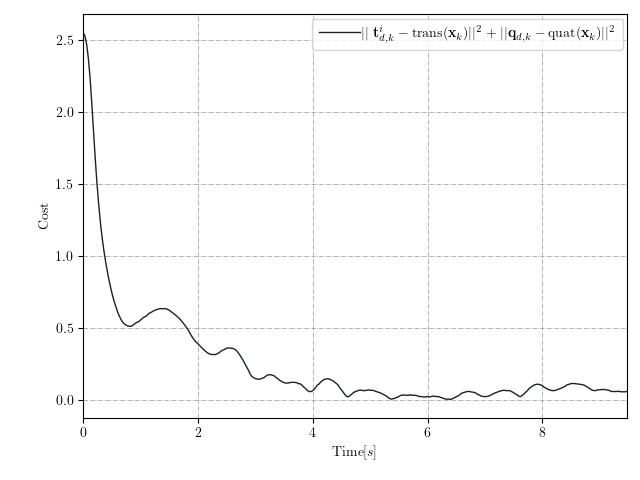 || t^i_{d,k} − trans(x_k)||^2 + ||q_{d,k} − quat(x_k)||^2
2.5
2.0
1.5
1.0
0.5
0.0
Cost
0 2 4 6 8
Time[s]